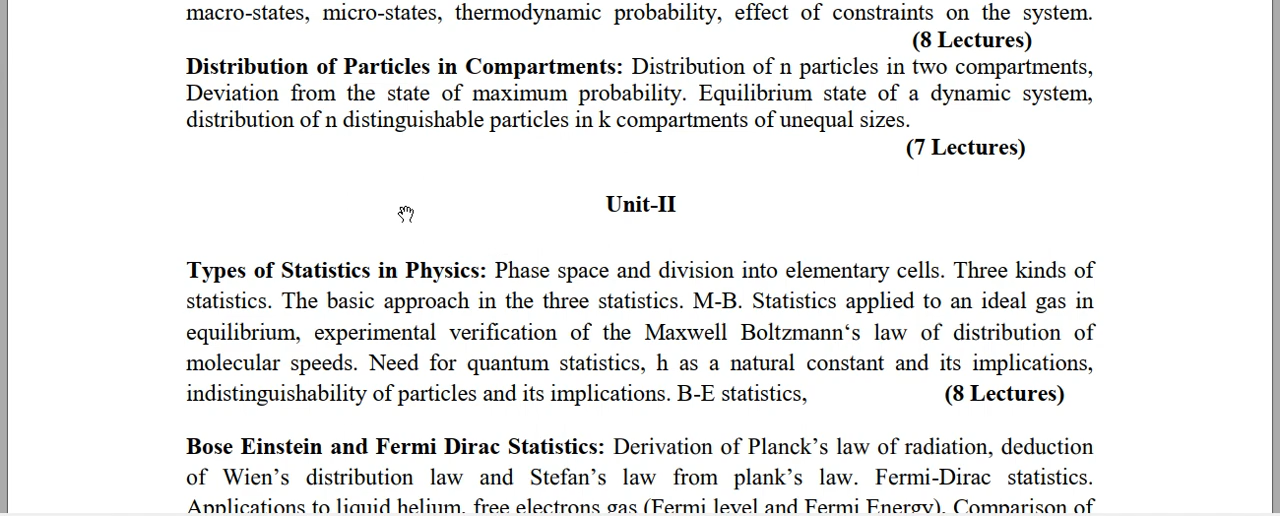 macro-states, micro-states, thermodynamic probability, effect of constraints on the system.
(8 Lectures)
Distribution of Particles in Compartments: Distribution of n particles in two compartments,
Deviation from the state of maximum probability. Equilibrium state of a dynamic system,
distribution of n distinguishable particles in k compartments of unequal sizes.
(7 Lectures)
Unit-II
Types of Statistics in Physics: Phase space and division into elementary cells. Three kinds of
statistics. The basic approach in the three statistics. M-B. Statistics applied to an ideal gas in
equilibrium, experimental verification of the Maxwell Boltzmann‘s law of distribution of
molecular speeds. Need for quantum statistics, h as a natural constant and its implications,
indistinguishability of particles and its implications. B-E statistics, (8 Lectures)
Bose Einstein and Fermi Dirac Statistics: Derivation of Planck’s law of radiation, deduction
of Wien’s distribution law and Stefan’s law from plank’s law. Fermi-Dirac statistics.
Applications to liquid helium, free electrons gas (Fermi level and Fermi Energy). Comparison of